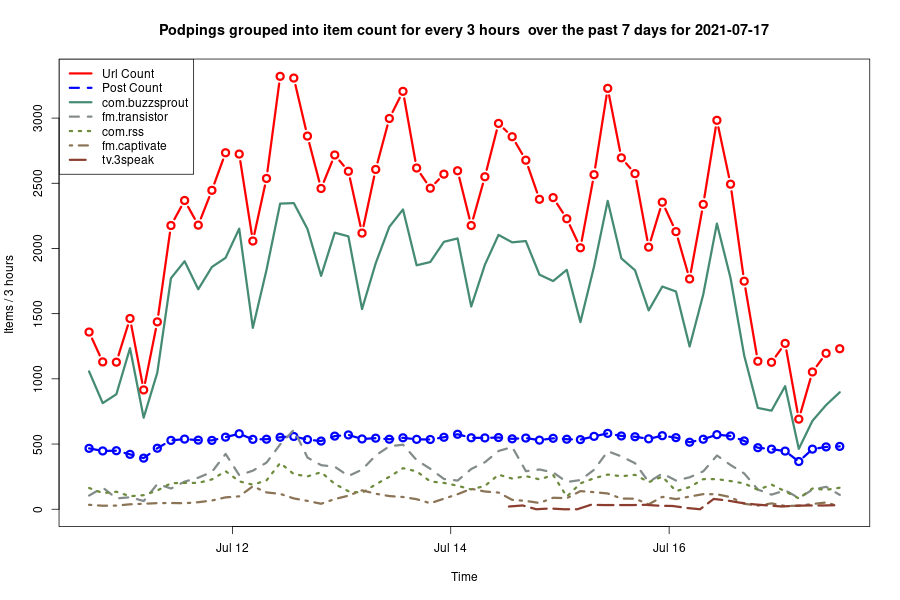 Podpings grouped into item count for every 3 hours  over the past 7 days for 2021-07-17
Url Count
Post Count
com.buzzsprout
fm.transistor
com.rss
fm.captivate
tv.3speak
Items / 3 hours
3000
2500
2000
1500
1000
500
0
Jul 12
Jul 14
Jul 16
Time